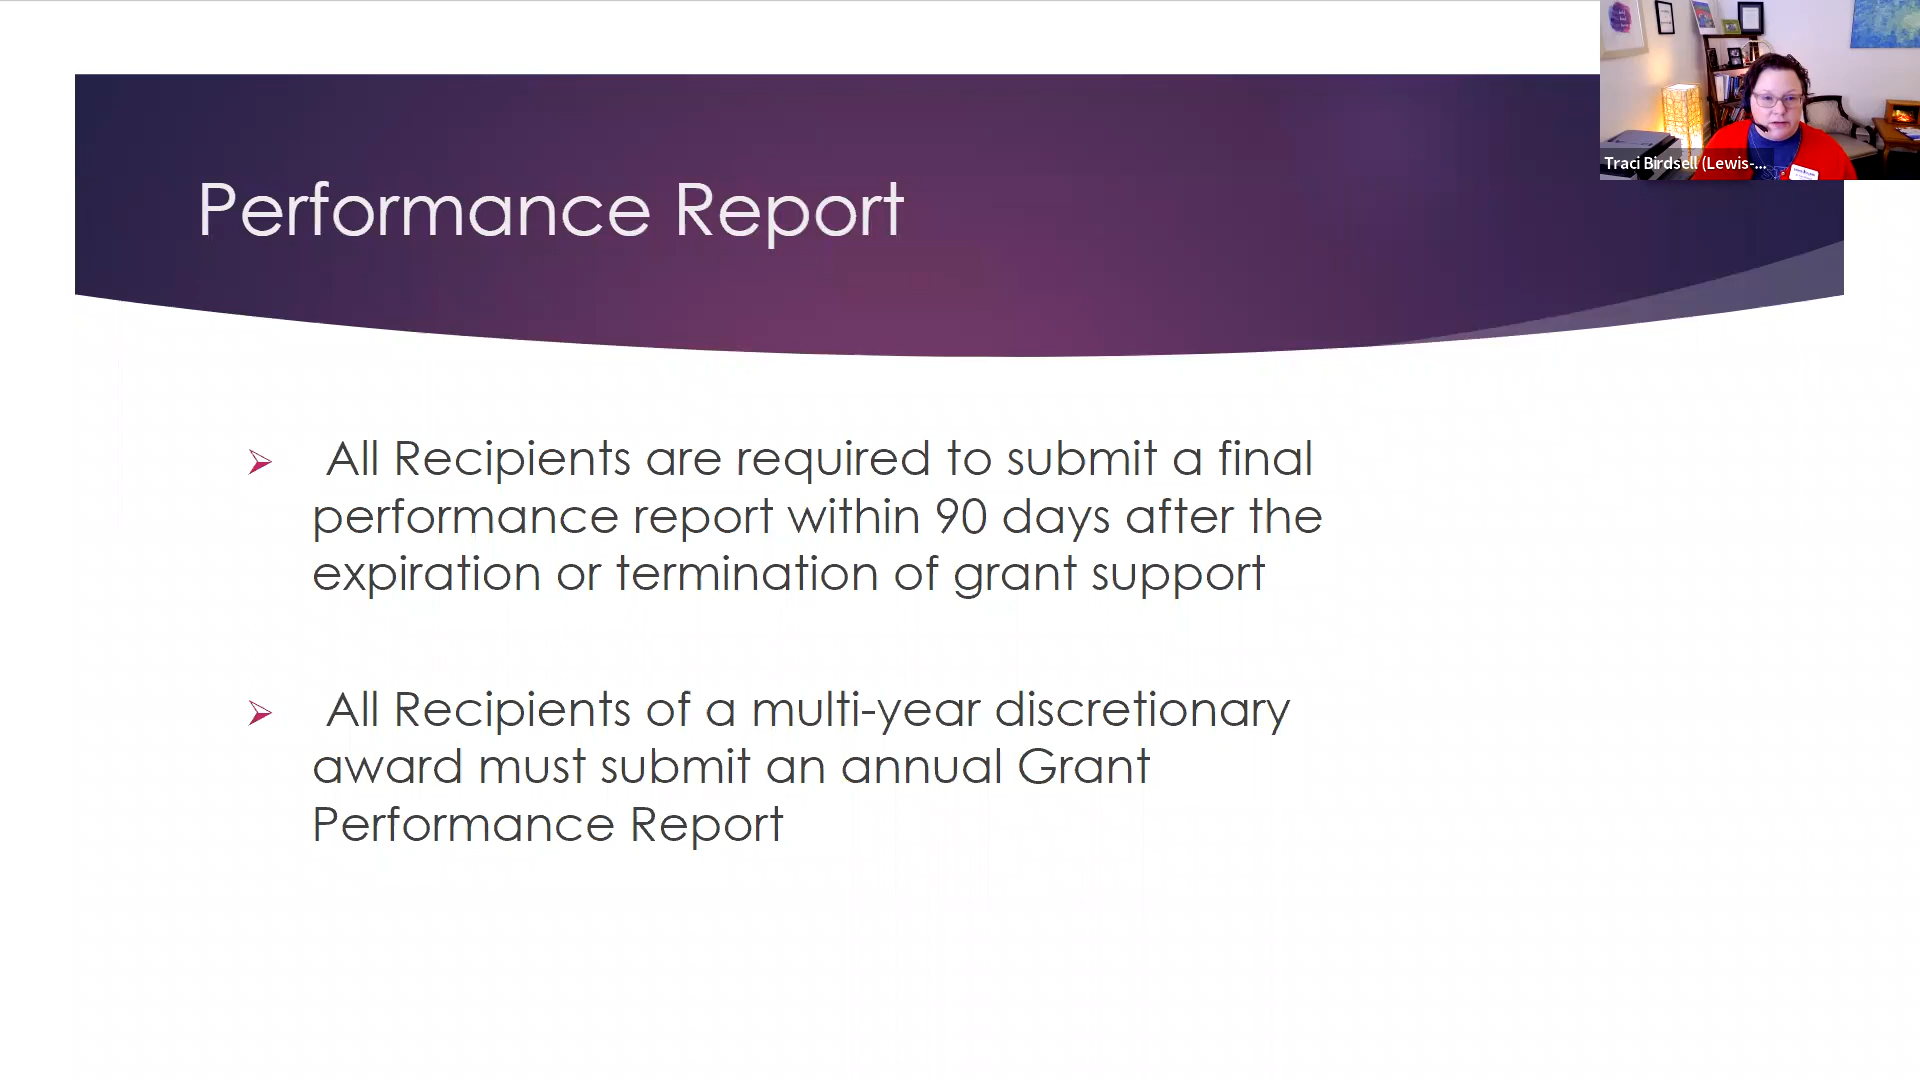 Traci Birdsell (Lewis-...
Performance Report
All Recipients are required to submit a final
performance report within 90 days after the
expiration or termination of grant support
All Recipients of a multi-year discretionary
award must submit an annual Grant
Performance Report